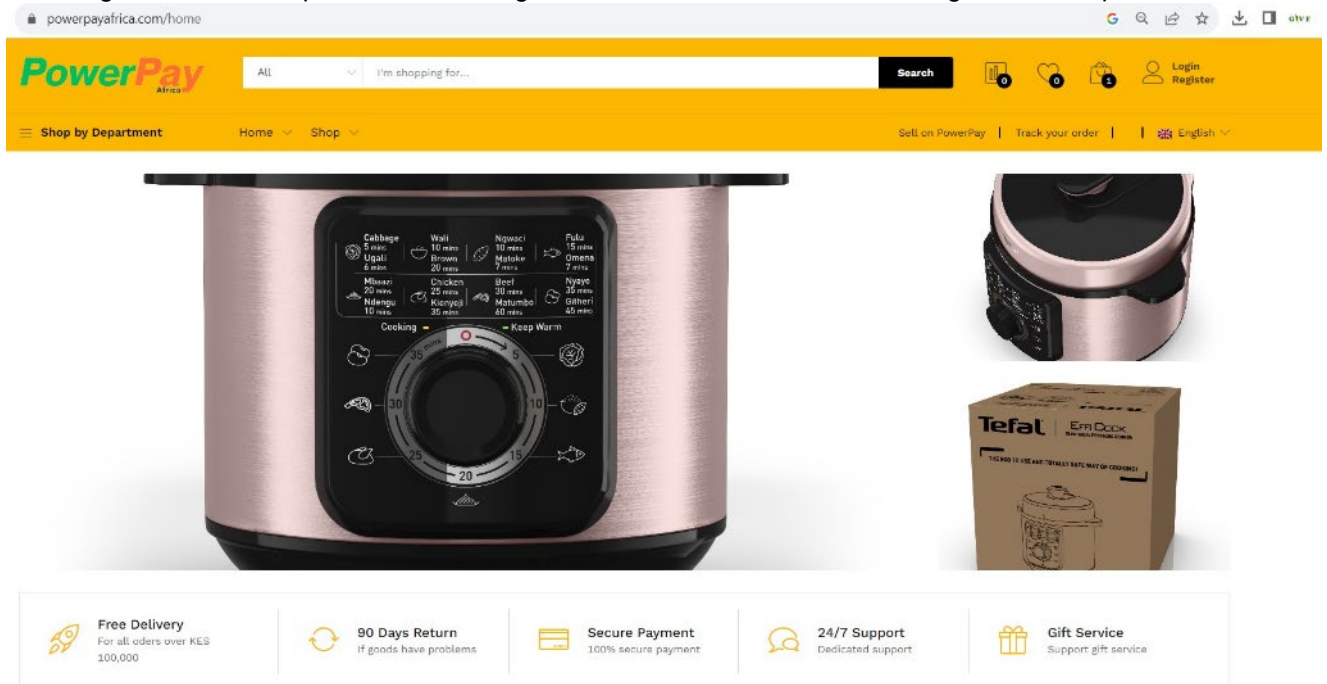 powerpayafrica.com/home
PowerPay
Africa
All
I'm shopping for...
Search
0
0
1
Login
Register
Shop by Department
Home
Shop
Sell on PowerPay
Track your order
English
Cabbage
5 mins
Ugali
6 mins
Wali
10 mins
Brown
20 mins
Ngwaci
10 mins
Matoke
7 mins
Fulu
15 mins
Omena
7 mins
Mbaazi
20 mins
Ndengu
10 mins
Chicken
25 mins
Kienyeji
35 mins
Beef
30 mins
Matumbo
60 mins
Nyayo
35 mins
Githeri
45 mins
Cooking
Keep Warm
0
35 mins
5
30
10
25
15
20
Tefal
Free Delivery
For all oders over KES
100,000
90 Days Return
If goods have problems
Secure Payment
100% secure payment
24/7 Support
Dedicated support
Gift Service
Support gift service